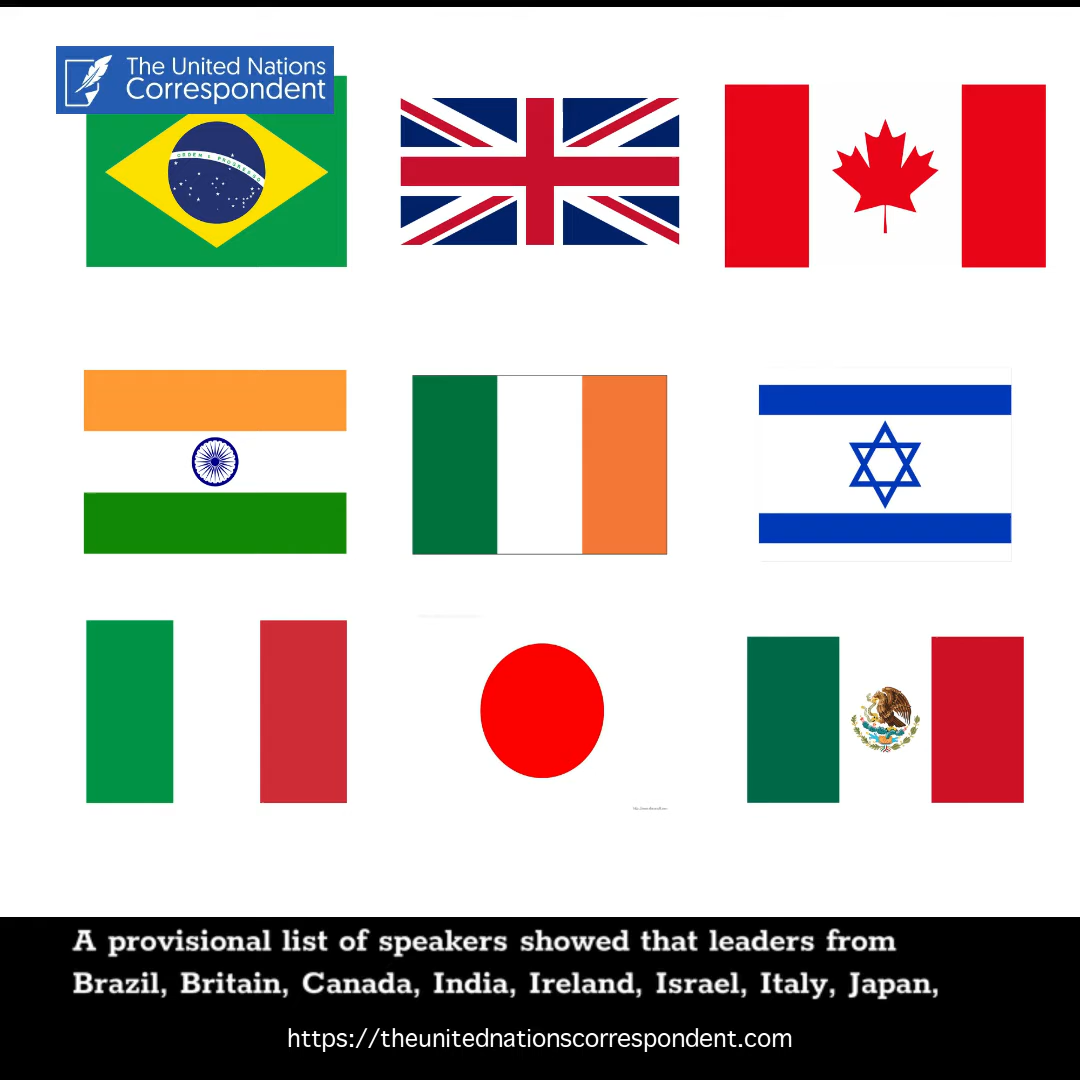 The United Nations
Correspondent
ORDEM E PROGRESSO
A provisional list of speakers showed that leaders from
Brazil, Britain, Canada, India, Ireland, Israel, Italy, Japan,
https://theunitednationscorrespondent.com